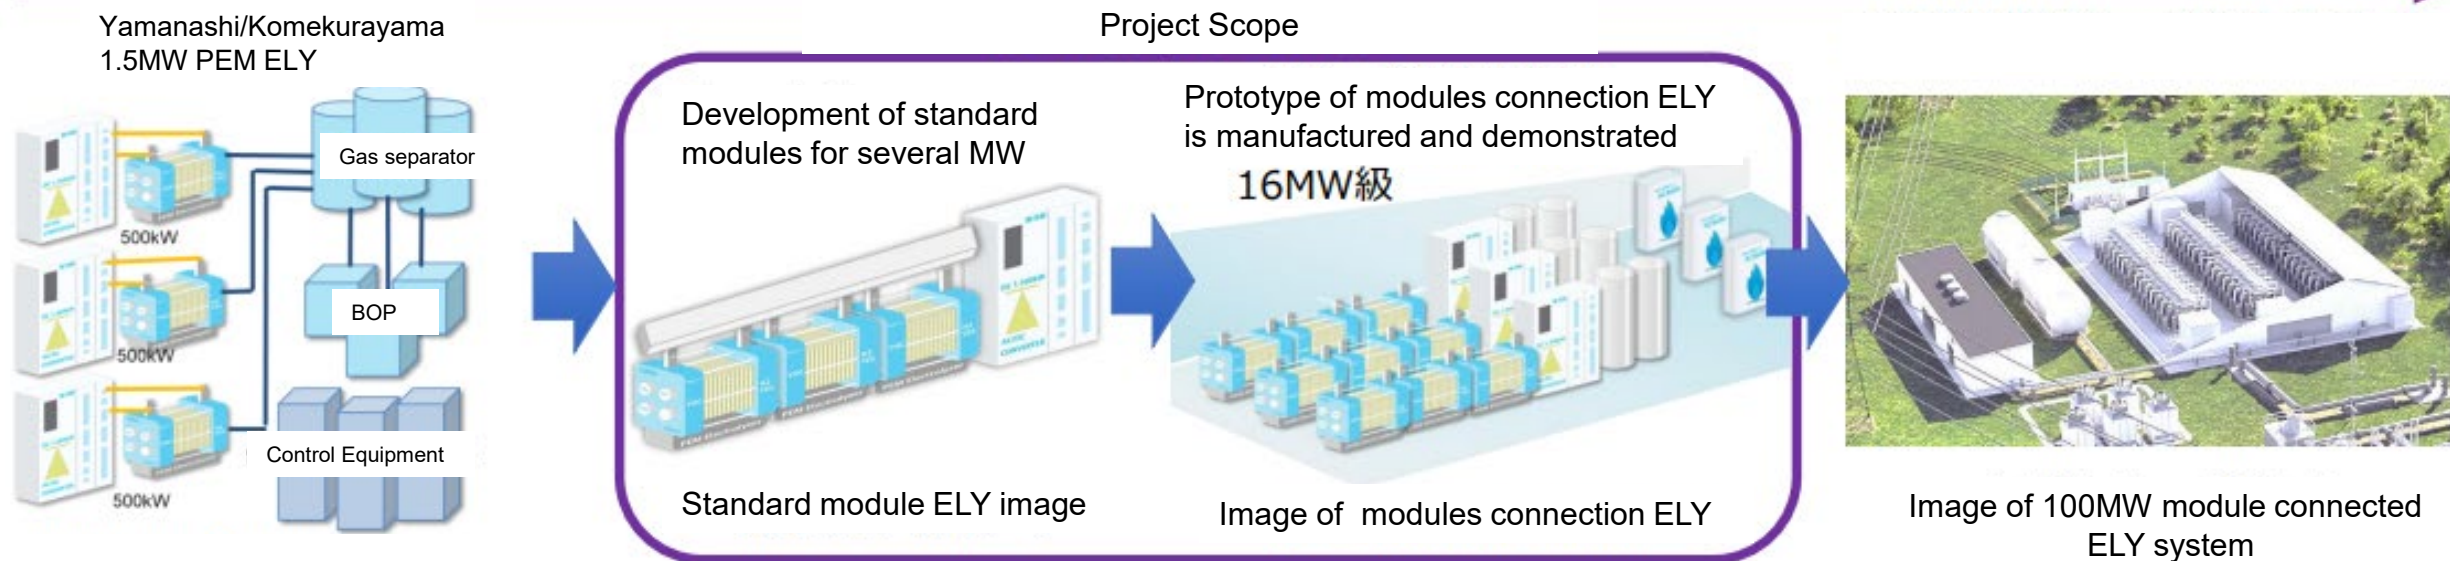 Project Scope
Yamanashi/Komekurayama
1.5MW PEM ELY
Gas separator
500kW
BOP
500kW
Control Equipment
500kW
Development of standard
modules for several MW
Standard module ELY image
Prototype of modules connection ELY
is manufactured and demonstrated
16MW級
Image of modules connection ELY
Image of 100MW module connected
ELY system